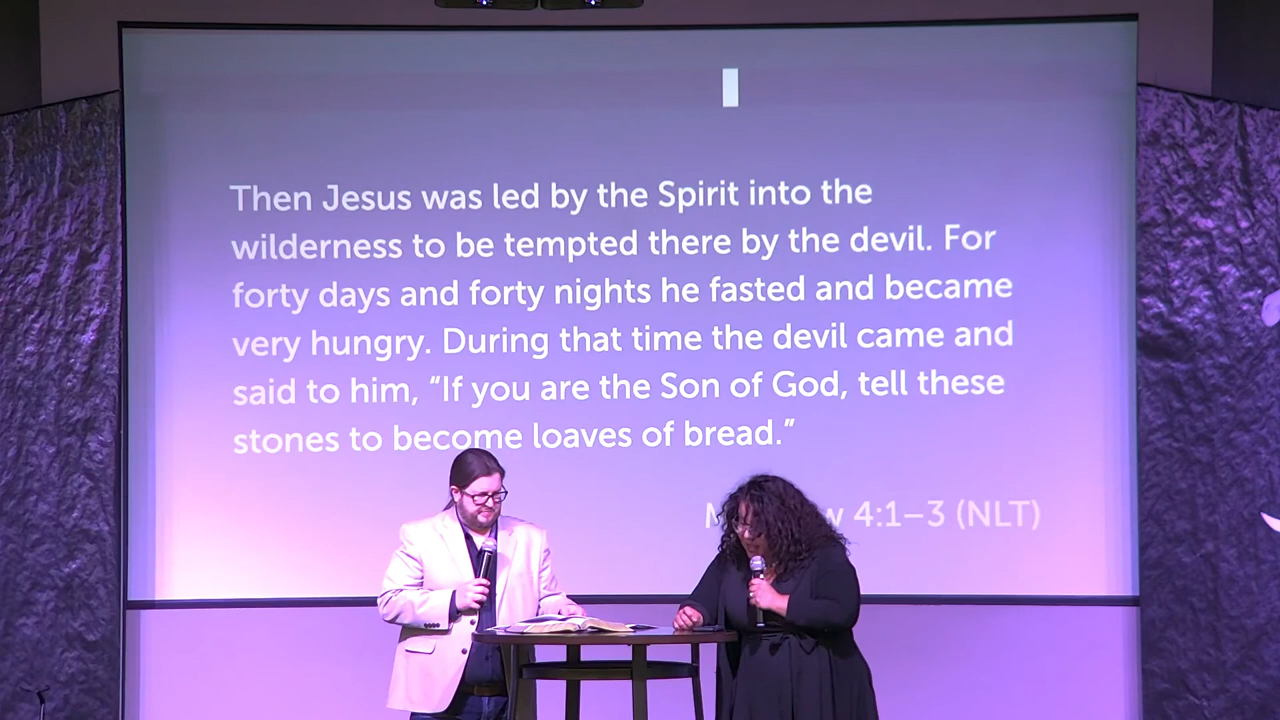 Then Jesus was led by the Spirit into the
wilderness to be tempted there by the devil. For
forty days and forty nights he fasted and became
very hungry. During that time the devil came and
said to him, “If you are the Son of God, tell these
stones to become loaves of bread.”
4:1–3 (NLT)